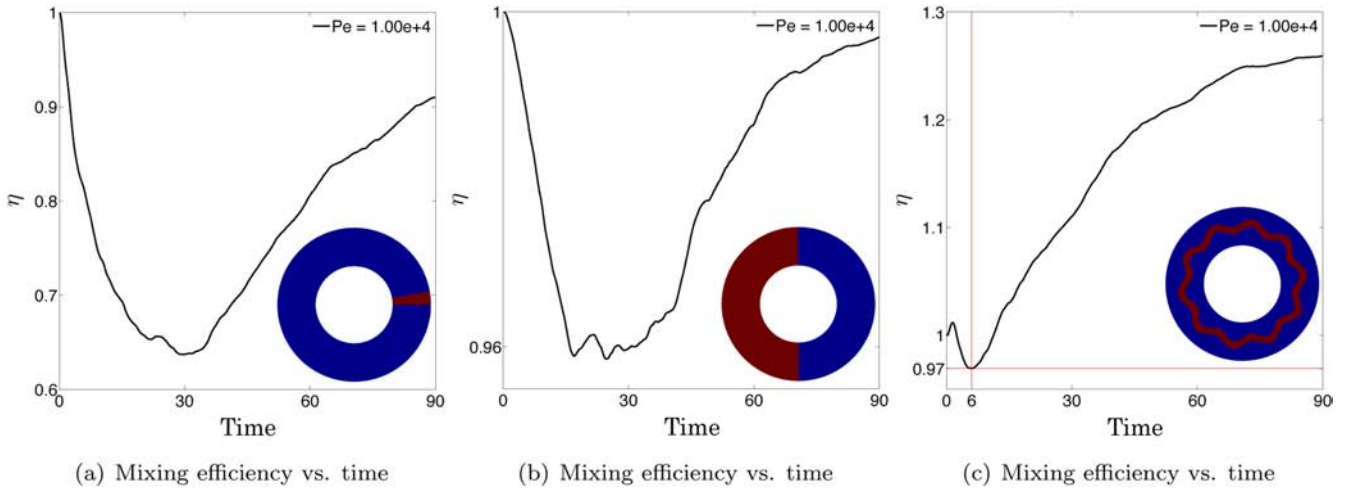 1
0.9
0.8
0.7
0.6
η
0
30
60
90
Time
Pe = 1.00e+4
(a) Mixing efficiency vs. time
1
0.96
η
0
30
60
90
Time
Pe = 1.00e+4
(b) Mixing efficiency vs. time
1.3
1.2
1.1
1
0.97
η
0 6
30
60
90
Time
Pe = 1.00e+4
(c) Mixing efficiency vs. time